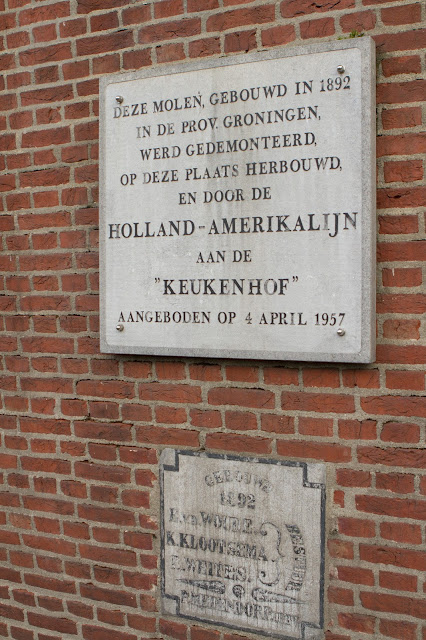 DEZE MOLEN, GEBOUWD IN 1892
IN DE PROV. GRONINGEN,
WERD GEDEMONTEERD,
OP DEZE PLAATS HERBOUWD,
EN DOOR DE
HOLLAND-AMERIKALIJN
AAN DE
"KEUKENHOF"
AANGEBODEN OP 4 APRIL 1957
GEBOUWD
1892
K. KLOOTSEMA